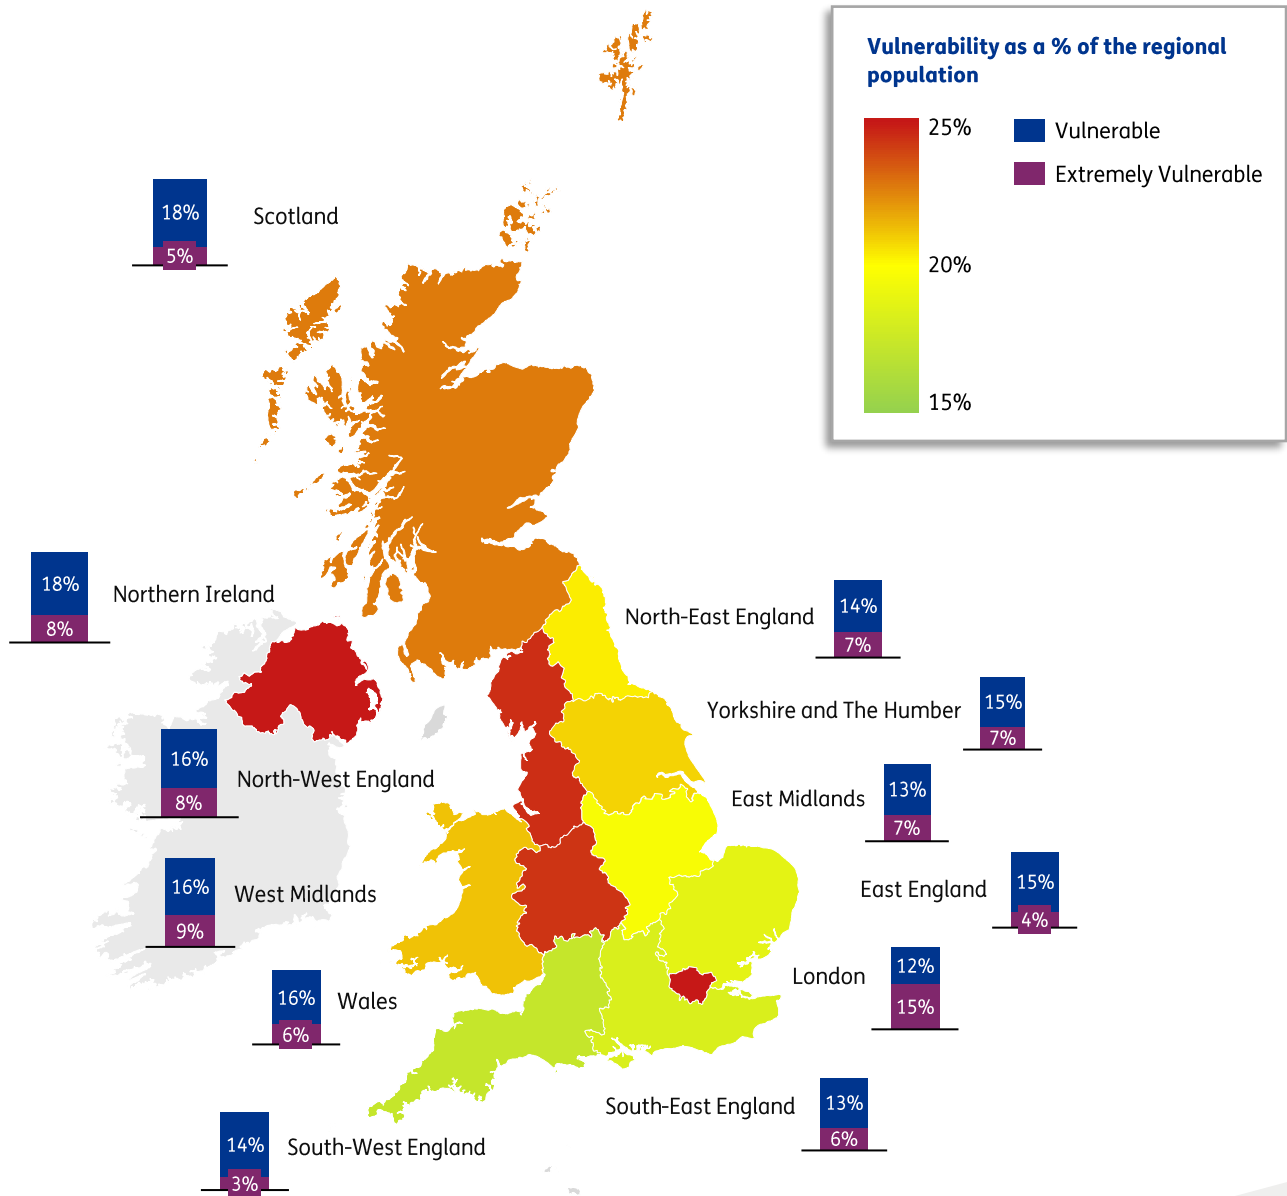 Vulnerability as a % of the regional
population
25%
20%
15%
Vulnerable
Extremely Vulnerable
18%
5%
Scotland
18%
8%
Northern Ireland
North-East England
14%
7%
Yorkshire and The Humber
15%
7%
16%
8%
North-West England
East Midlands
13%
7%
16%
9%
West Midlands
East England
15%
4%
London
12%
15%
16%
6%
Wales
South-East England
13%
6%
14%
3%
South-West England